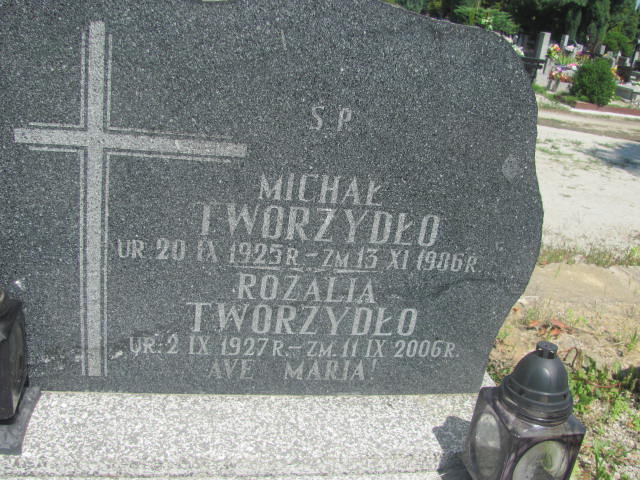 S.P.
MICHAŁ
TWORZYDŁO
UR. 20 IX 1925 R. – ZM. 13 XI 1986 R.
ROZALIA
TWORZYDŁO
UR. 2 IX 1927 R. – ZM. 11 IX 2006 R.
AVE MARIA!